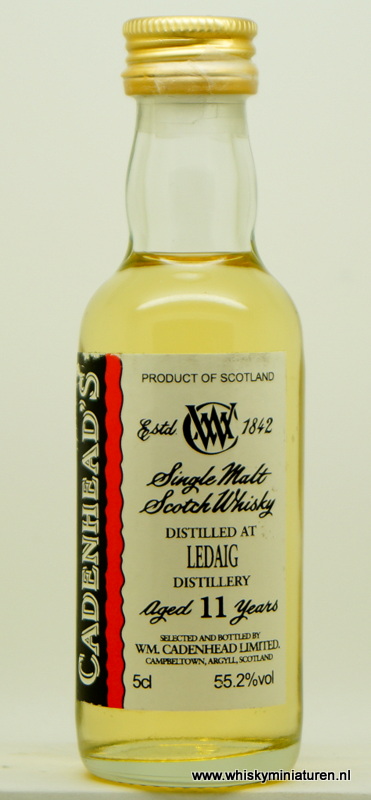 CADENHEAD'S
PRODUCT OF SCOTLAND
Estd. 1842
Single Malt
Scotch Whisky
DISTILLED AT
LEDAIG
DISTILLERY
Aged 11 Years
SELECTED AND BOTTLED BY
WM. CADENHEAD LIMITED.
CAMPBELTOWN, ARGYLL, SCOTLAND
5cl 55.2%vol
www.whiskyminiaturen.nl